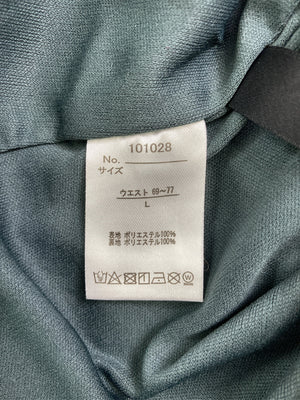 101028
No.
サイズ
ウエスト 69～77
L
表地 ポリエステル100%
裏地 ポリエステル100%